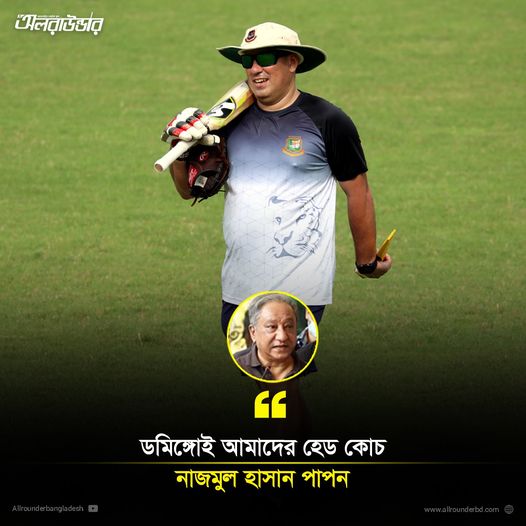 অলরাউন্ডার
ডমিঙ্গোই আমাদের হেড কোচ
নাজমুল হাসান পাপন
Allrounderbangladesh
www.allrounderbd.com